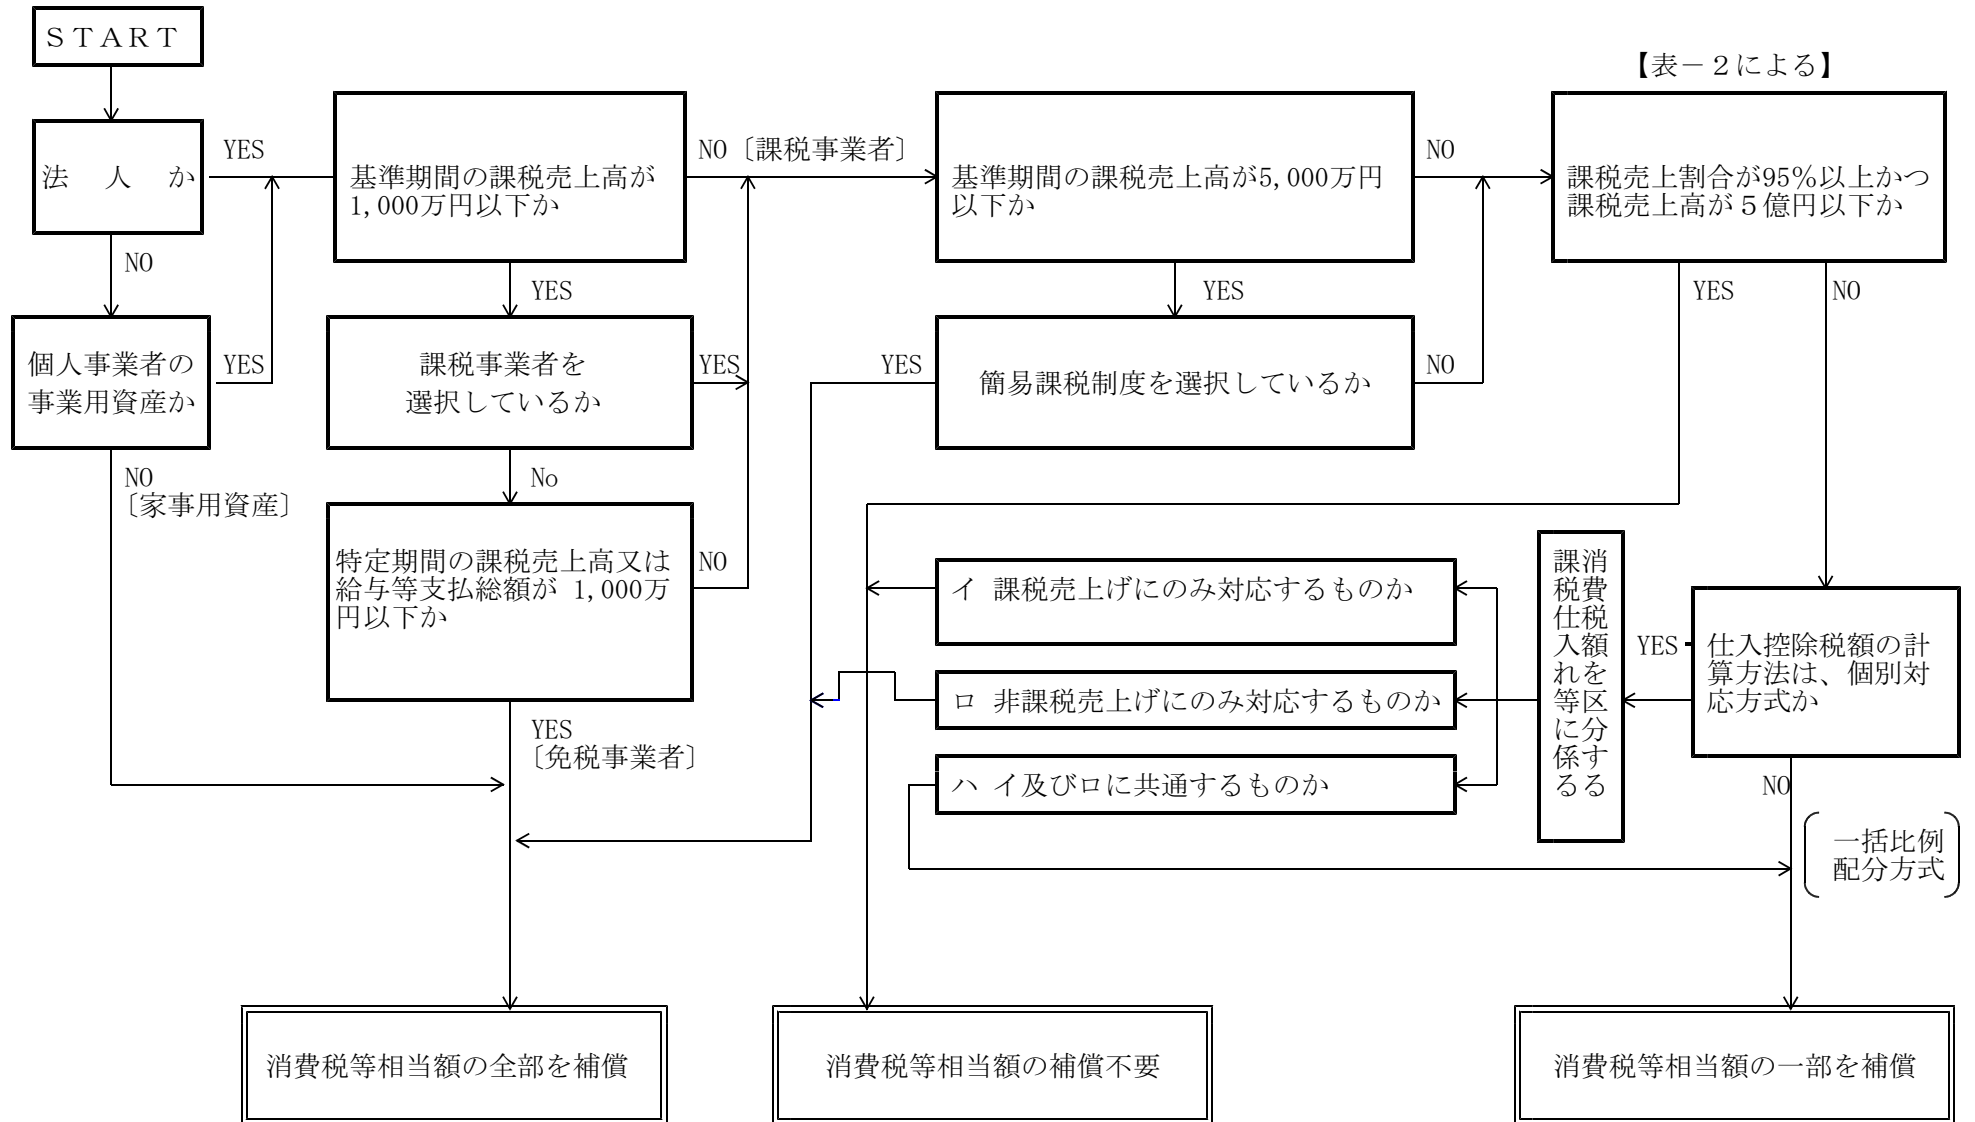 ＳＴＡＲＴ
【表－２による】
法　人　か
YES
基準期間の課税売上高が
1,000万円以下か
NO〔課税事業者〕
基準期間の課税売上高が5,000万円
以下か
NO
課税売上割合が95％以上かつ
課税売上高が５億円以下か
NO
YES
YES
YES
NO
個人事業者の
事業用資産か
YES
課税事業者を
選択しているか
YES
YES
簡易課税制度を選択しているか
NO
NO
〔家事用資産〕
No
特定期間の課税売上高又は
給与等支払総額が 1,000万
円以下か
NO
イ 課税売上げにのみ対応するものか
ロ 非課税売上げにのみ対応するものか
ハ イ及びロに共通するものか
消費税額を区分する
課税仕入れ等に係る
YES
仕入控除税額の計
算方法は、個別対
応方式か
YES
〔免税事業者〕
NO
一括比例
配分方式
消費税等相当額の全部を補償
消費税等相当額の補償不要
消費税等相当額の一部を補償